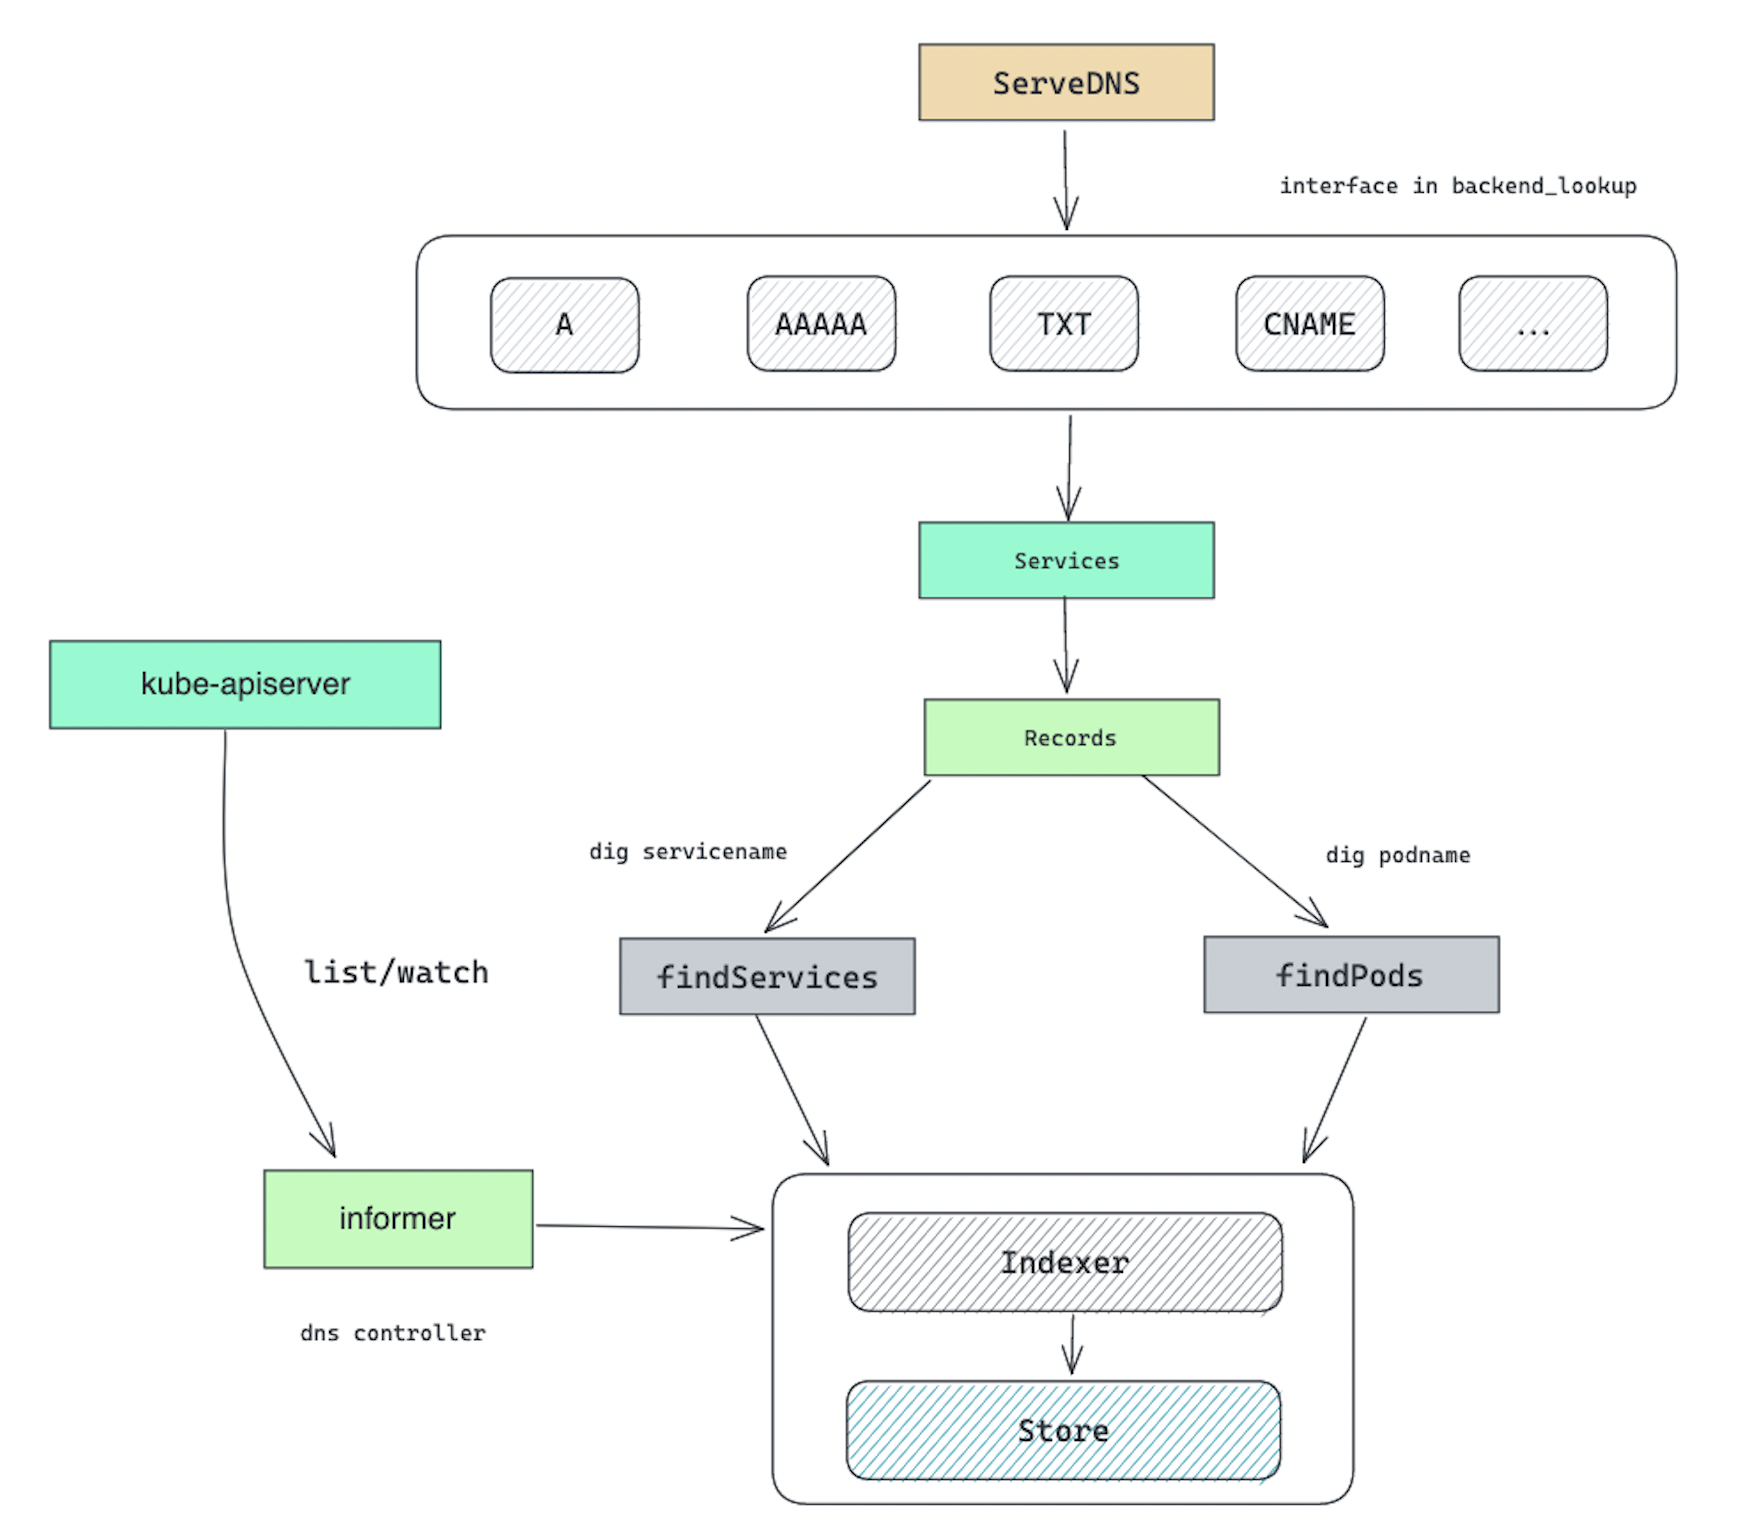 ServeDNS
interface in backend_lookup
A
AAAAA
TXT
CNAME
...
Services
kube-apiserver
Records
dig servicename
dig podname
list/watch
findServices
findPods
informer
Indexer
dns controller
Store